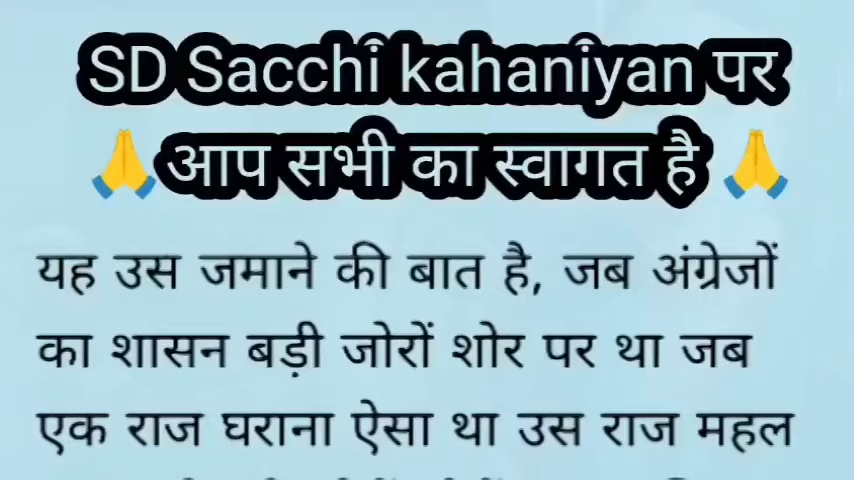 SD Sacchi kahaniyan पर
🙏आप सभी का स्वागत है 🙏
यह उस जमाने की बात है, जब अंग्रेजों
का शासन बड़ी जोरों शोर पर था जब
एक राज घराना ऐसा था उस राज महल